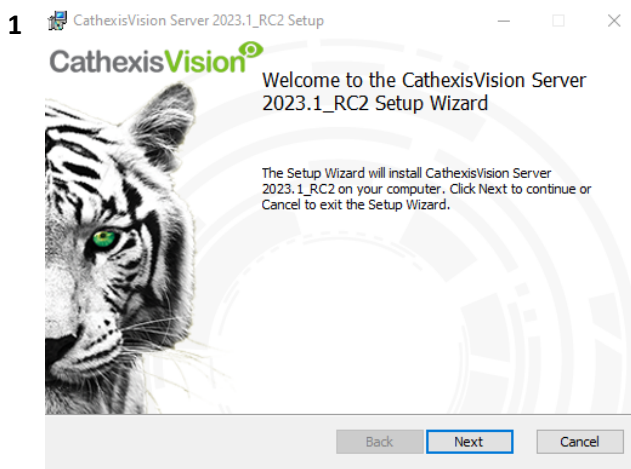 1
CathexisVision Server 2023.1_RC2 Setup
CathexisVision
Welcome to the CathexisVision Server
2023.1_RC2 Setup Wizard
The Setup Wizard will install CathexisVision Server
2023.1_RC2 on your computer. Click Next to continue or
Cancel to exit the Setup Wizard.
Back Next Cancel